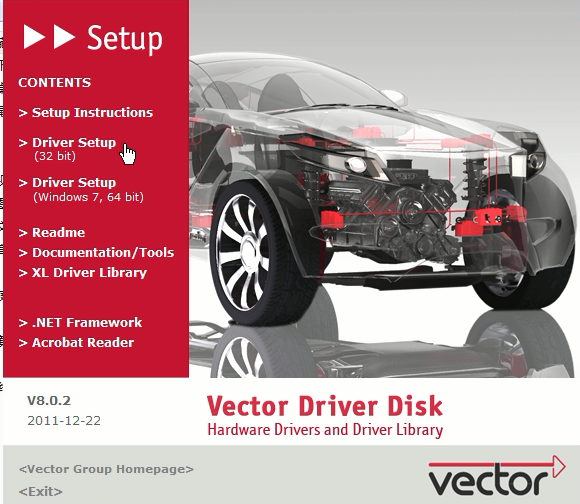 Setup
CONTENTS
> Setup Instructions
> Driver Setup
(32 bit)
> Driver Setup
(Windows 7, 64 bit)
> Readme
> Documentation/Tools
> XL Driver Library
> .NET Framework
> Acrobat Reader
V8.0.2
2011-12-22
Vector Driver Disk
Hardware Drivers and Driver Library
<Vector Group Homepage>
<Exit>
vector